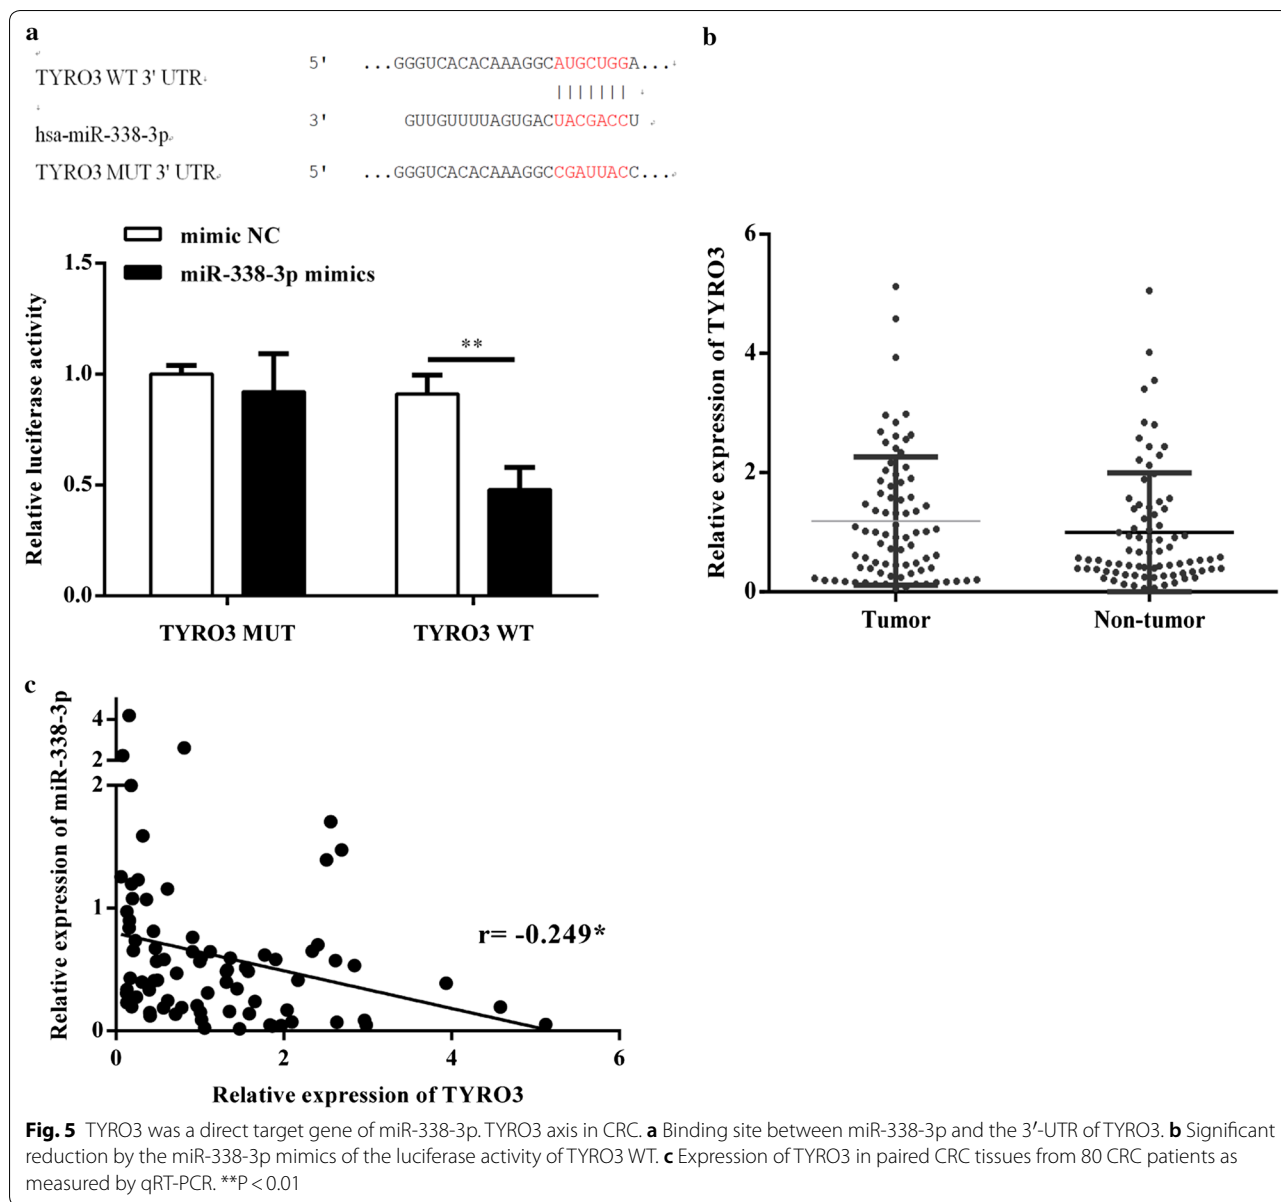 a
TYRO3 WT 3' UTR 5' ...GGGUCACACAAAGGCAUGCUGGA...
hsa-miR-338-3p 3' GUUGUUUUAGUGACUACGACCU
TYRO3 MUT 3' UTR 5' ...GGGUCACACAAAGGCCGAUUACC...
mimic NC
miR-338-3p mimics
Relative luciferase activity
1.5
1.0
0.5
0.0
**
TYRO3 MUT TYRO3 WT
b
Relative expression of TYRO3
6
4
2
0
Tumor Non-tumor
c
Relative expression of miR-338-3p
4
2
2
1
0
r= -0.249*
0 2 4 6
Relative expression of TYRO3
Fig. 5 TYRO3 was a direct target gene of miR-338-3p. TYRO3 axis in CRC. a Binding site between miR-338-3p and the 3′-UTR of TYRO3. b Significant
reduction by the miR-338-3p mimics of the luciferase activity of TYRO3 WT. c Expression of TYRO3 in paired CRC tissues from 80 CRC patients as
measured by qRT-PCR. **P < 0.01